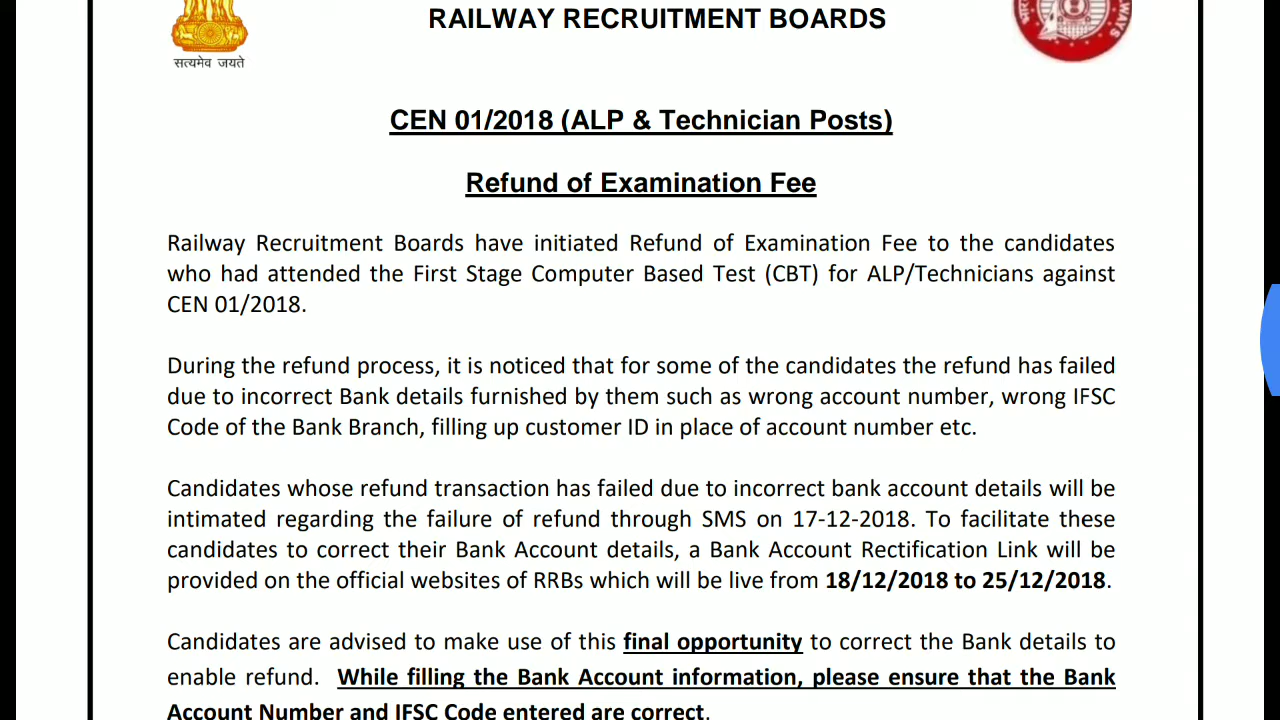 RAILWAY RECRUITMENT BOARDS
सत्यमेव जयते
CEN 01/2018 (ALP & Technician Posts)
Refund of Examination Fee
Railway Recruitment Boards have initiated Refund of Examination Fee to the candidates
who had attended the First Stage Computer Based Test (CBT) for ALP/Technicians against
CEN 01/2018.
During the refund process, it is noticed that for some of the candidates the refund has failed
due to incorrect Bank details furnished by them such as wrong account number, wrong IFSC
Code of the Bank Branch, filling up customer ID in place of account number etc.
Candidates whose refund transaction has failed due to incorrect bank account details will be
intimated regarding the failure of refund through SMS on 17-12-2018. To facilitate these
candidates to correct their Bank Account details, a Bank Account Rectification Link will be
provided on the official websites of RRBs which will be live from 18/12/2018 to 25/12/2018.
Candidates are advised to make use of this final opportunity to correct the Bank details to
enable refund. While filling the Bank Account information, please ensure that the Bank
Account Number and IFSC Code entered are correct.